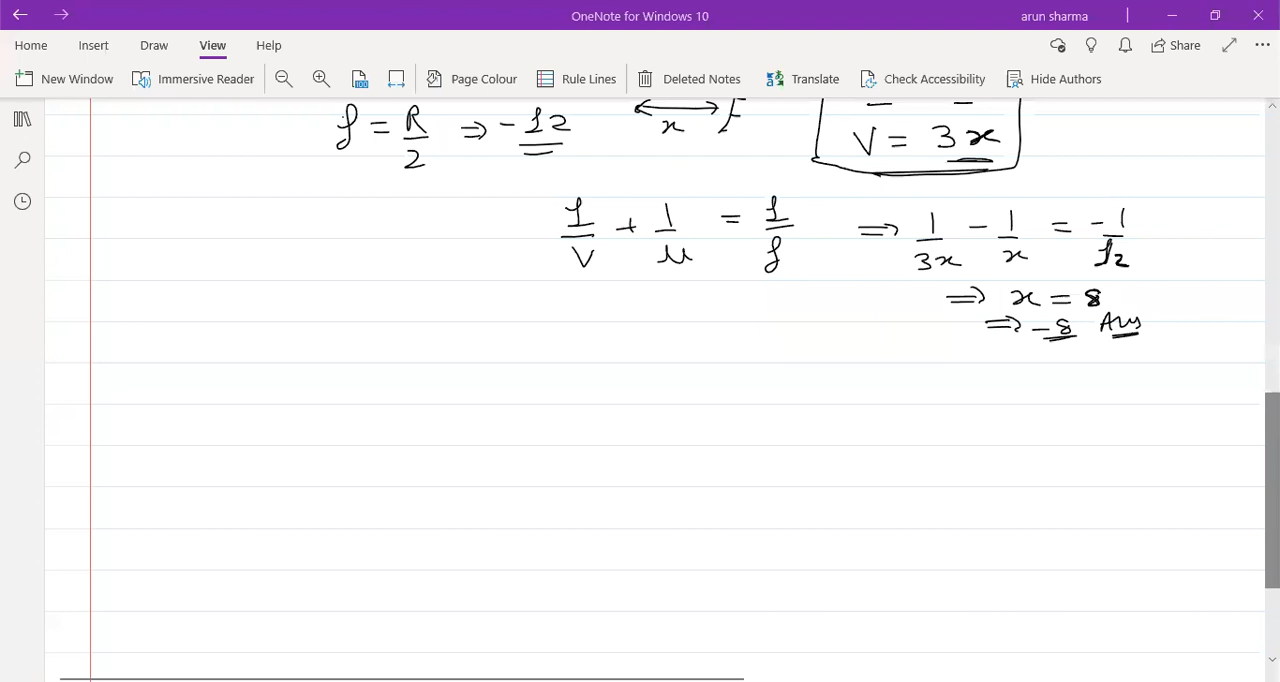 OneNote for Windows 10
arun sharma
Home Insert Draw View Help
Share
New Window Immersive Reader Page Colour Rule Lines Deleted Notes Translate Check Accessibility Hide Authors
f = R/2 ⇒ -12
x
V = 3x
1/V + 1/u = 1/f ⇒ 1/3x - 1/x = -1/12
⇒ x = 8
⇒ -8 Ans